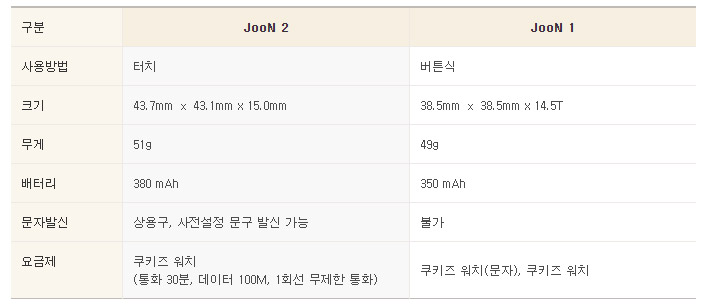 구분 JooN 2 JooN 1
사용방법 터치 버튼식
크기 43.7mm x 43.1mm x 15.0mm 38.5mm x 38.5mm x 14.5T
무게 51g 49g
배터리 380 mAh 350 mAh
문자발신 상용구, 사전설정 문구 발신 가능 불가
요금제 쿠키즈 워치
(통화 30분, 데이터 100M, 1회선 무제한 통화) 쿠키즈 워치(문자), 쿠키즈 워치